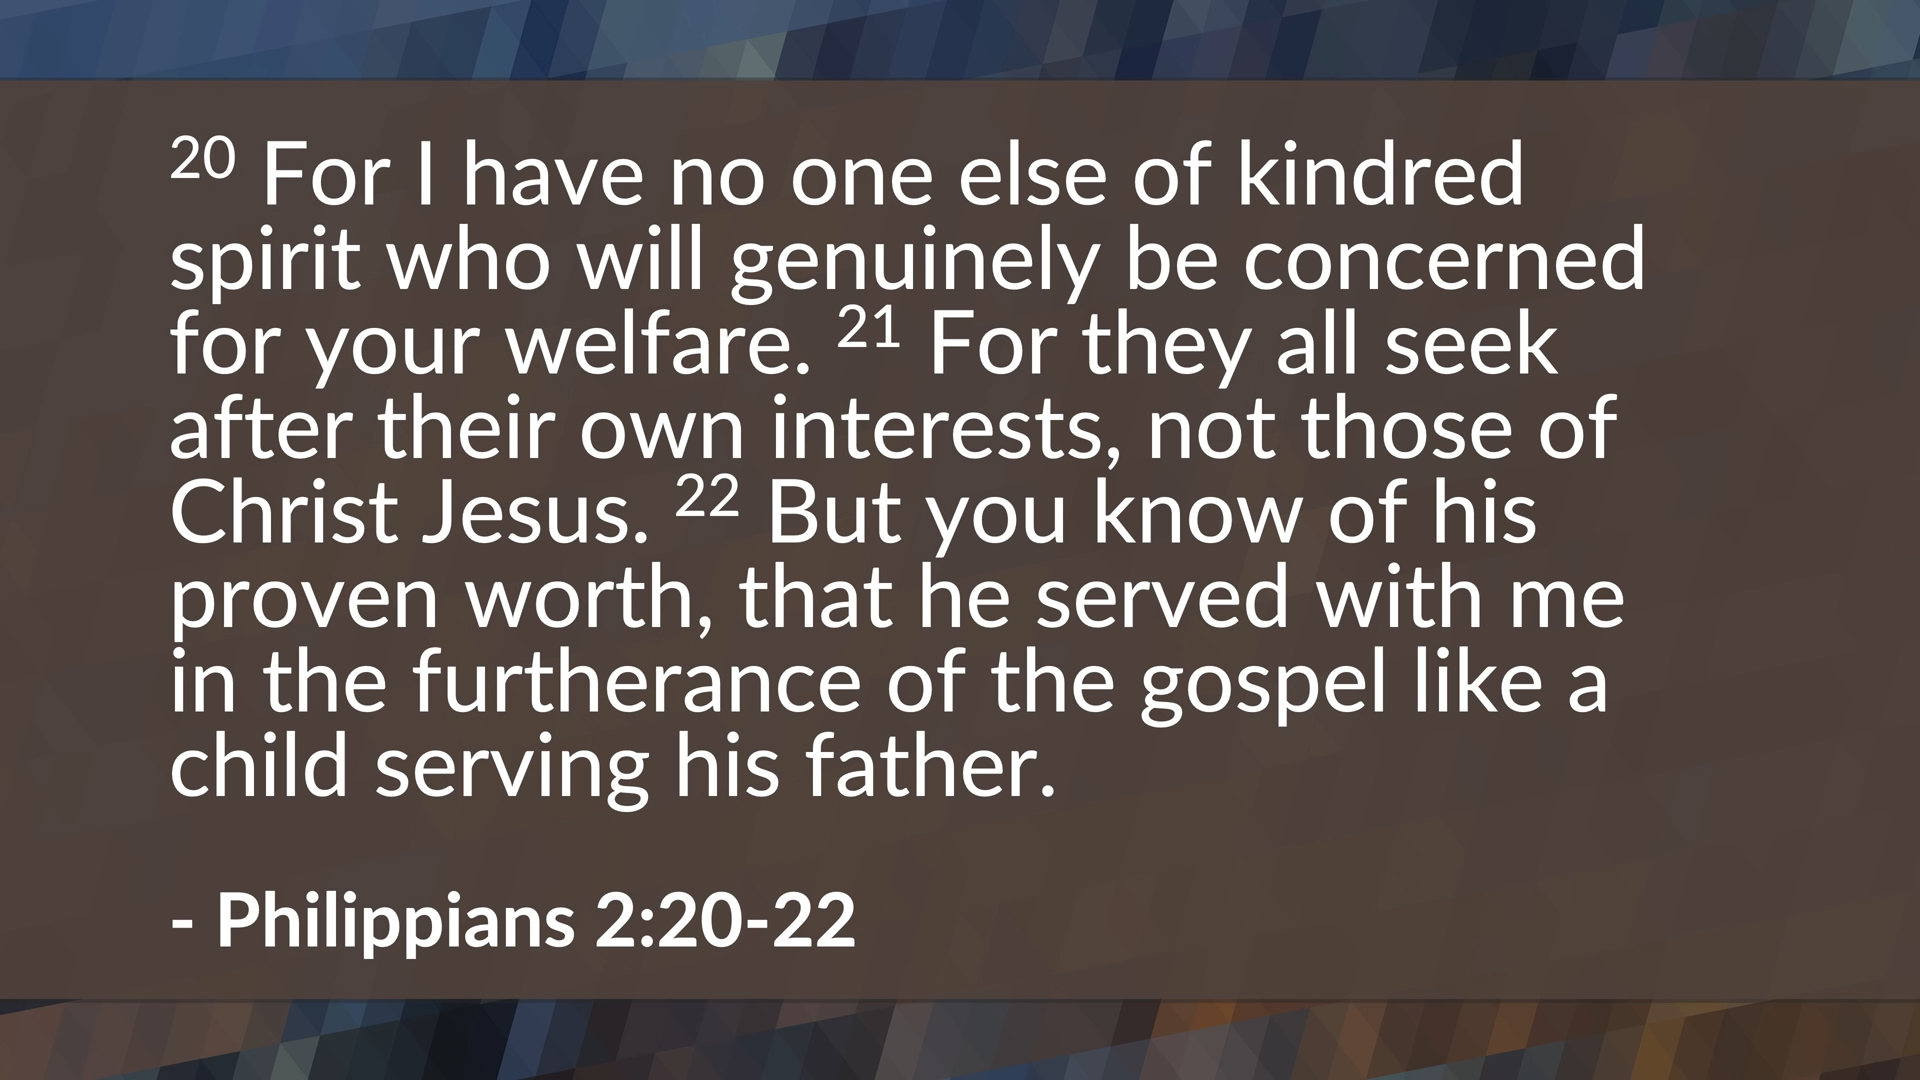 20 For I have no one else of kindred
spirit who will genuinely be concerned
for your welfare. 21 For they all seek
after their own interests, not those of
Christ Jesus. 22 But you know of his
proven worth, that he served with me
in the furtherance of the gospel like a
child serving his father.
- Philippians 2:20-22